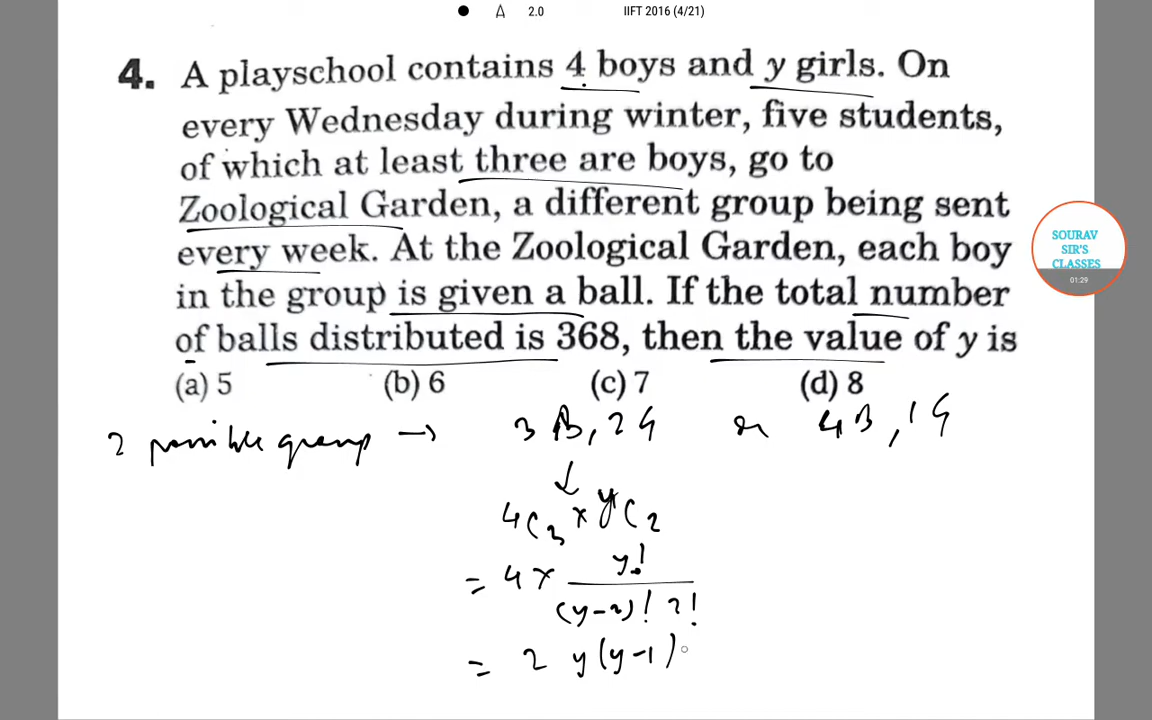 A 2.0 IIFT 2016 (4/21)
4. A playschool contains 4 boys and y girls. On
every Wednesday during winter, five students,
of which at least three are boys, go to
Zoological Garden, a different group being sent
every week. At the Zoological Garden, each boy
in the group is given a ball. If the total number
of balls distributed is 368, then the value of y is
(a) 5 (b) 6 (c) 7 (d) 8
SOURAV
SIR'S
CLASSES
01:29
2 possible group → 3 B, 2 G or 4 B, 1 G
↓
4C3 × yC2
= 4 × y! / (y-2)! 2!
= 2 y(y-1)